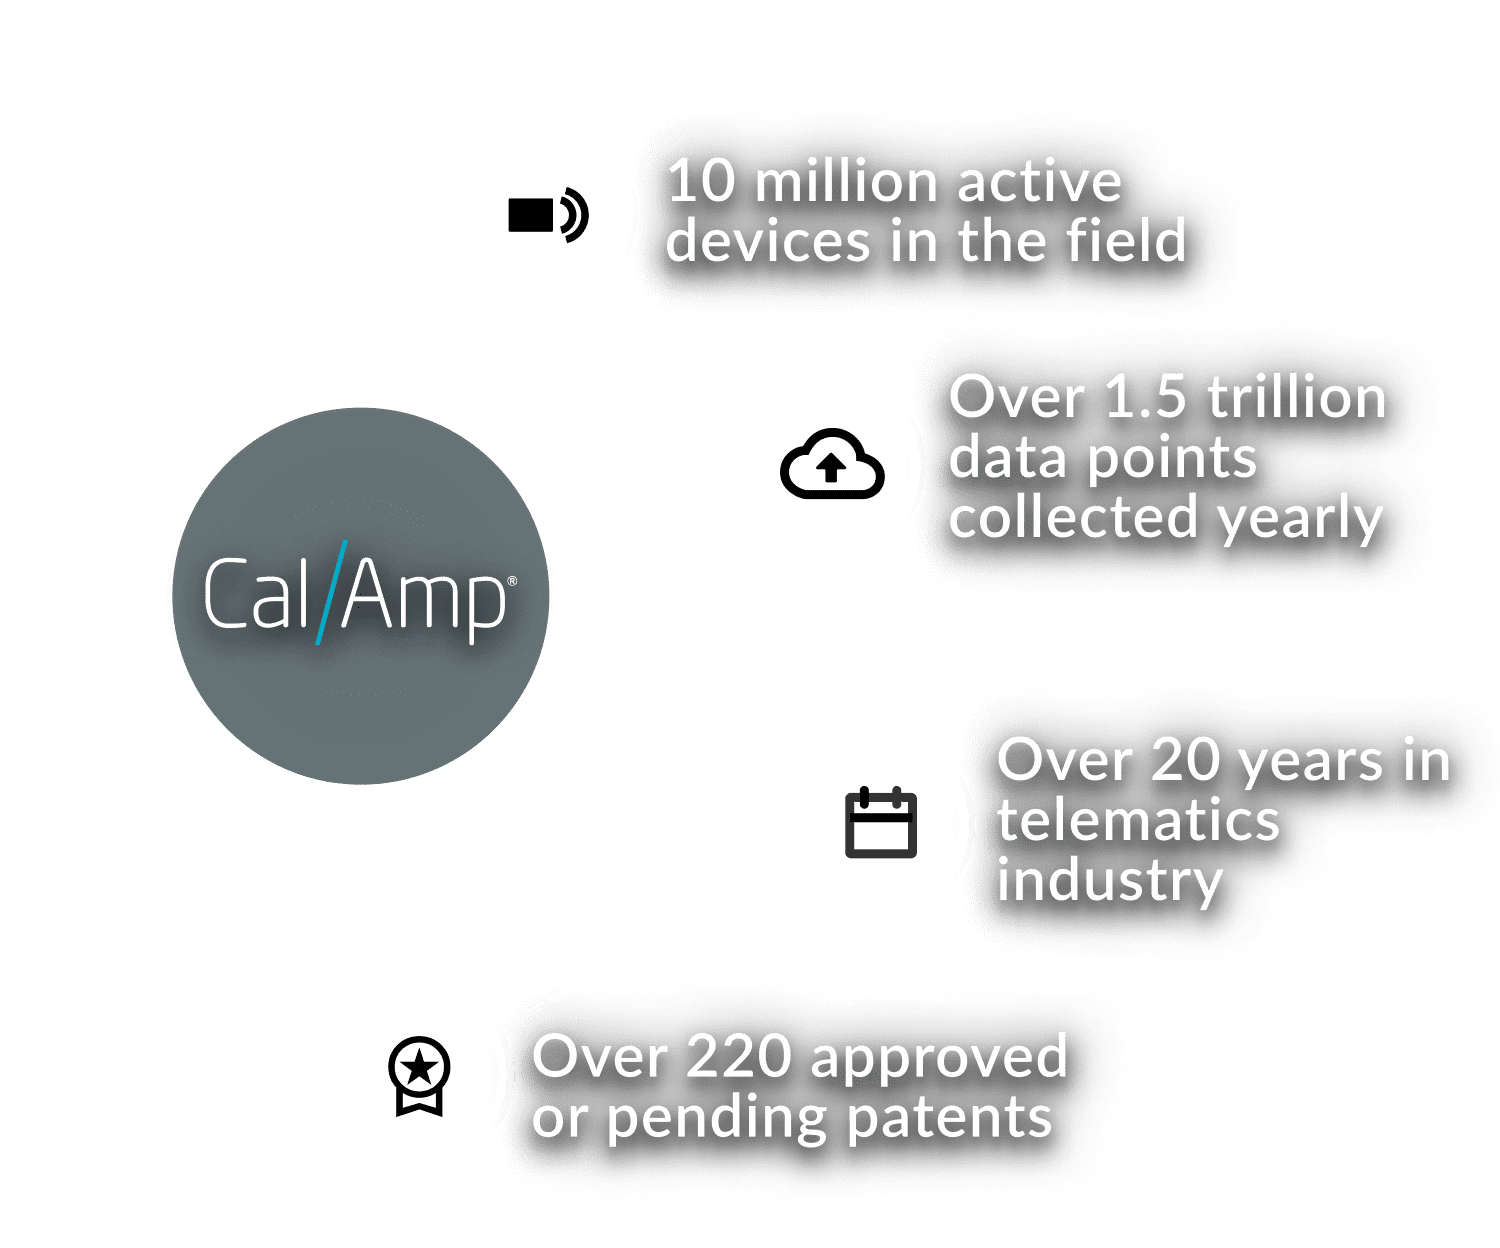 10 million active
devices in the field
Over 1.5 trillion
data points
collected yearly
Cal/Amp®
Over 20 years in
telematics
industry
Over 220 approved
or pending patents